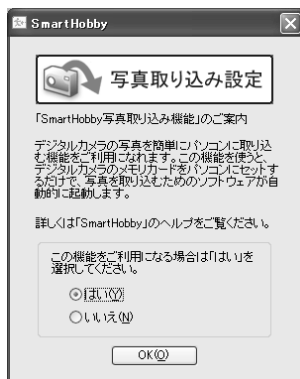 SmartHobby
写真取り込み設定
「SmartHobby写真取り込み機能」のご案内
デジタルカメラの写真を簡単にパソコンに取り込
む機能をご利用になれます。この機能を使うと、
デジタルカメラのメモリカードをパソコンにセットす
るだけで、写真を取り込むためのソフトウェアが自
動的に起動します。
詳しくは「SmartHobby」のヘルプをご覧ください。
この機能をご利用になる場合は「はい」を
選択してください。
はい(Y)
いいえ(N)
OK(O)